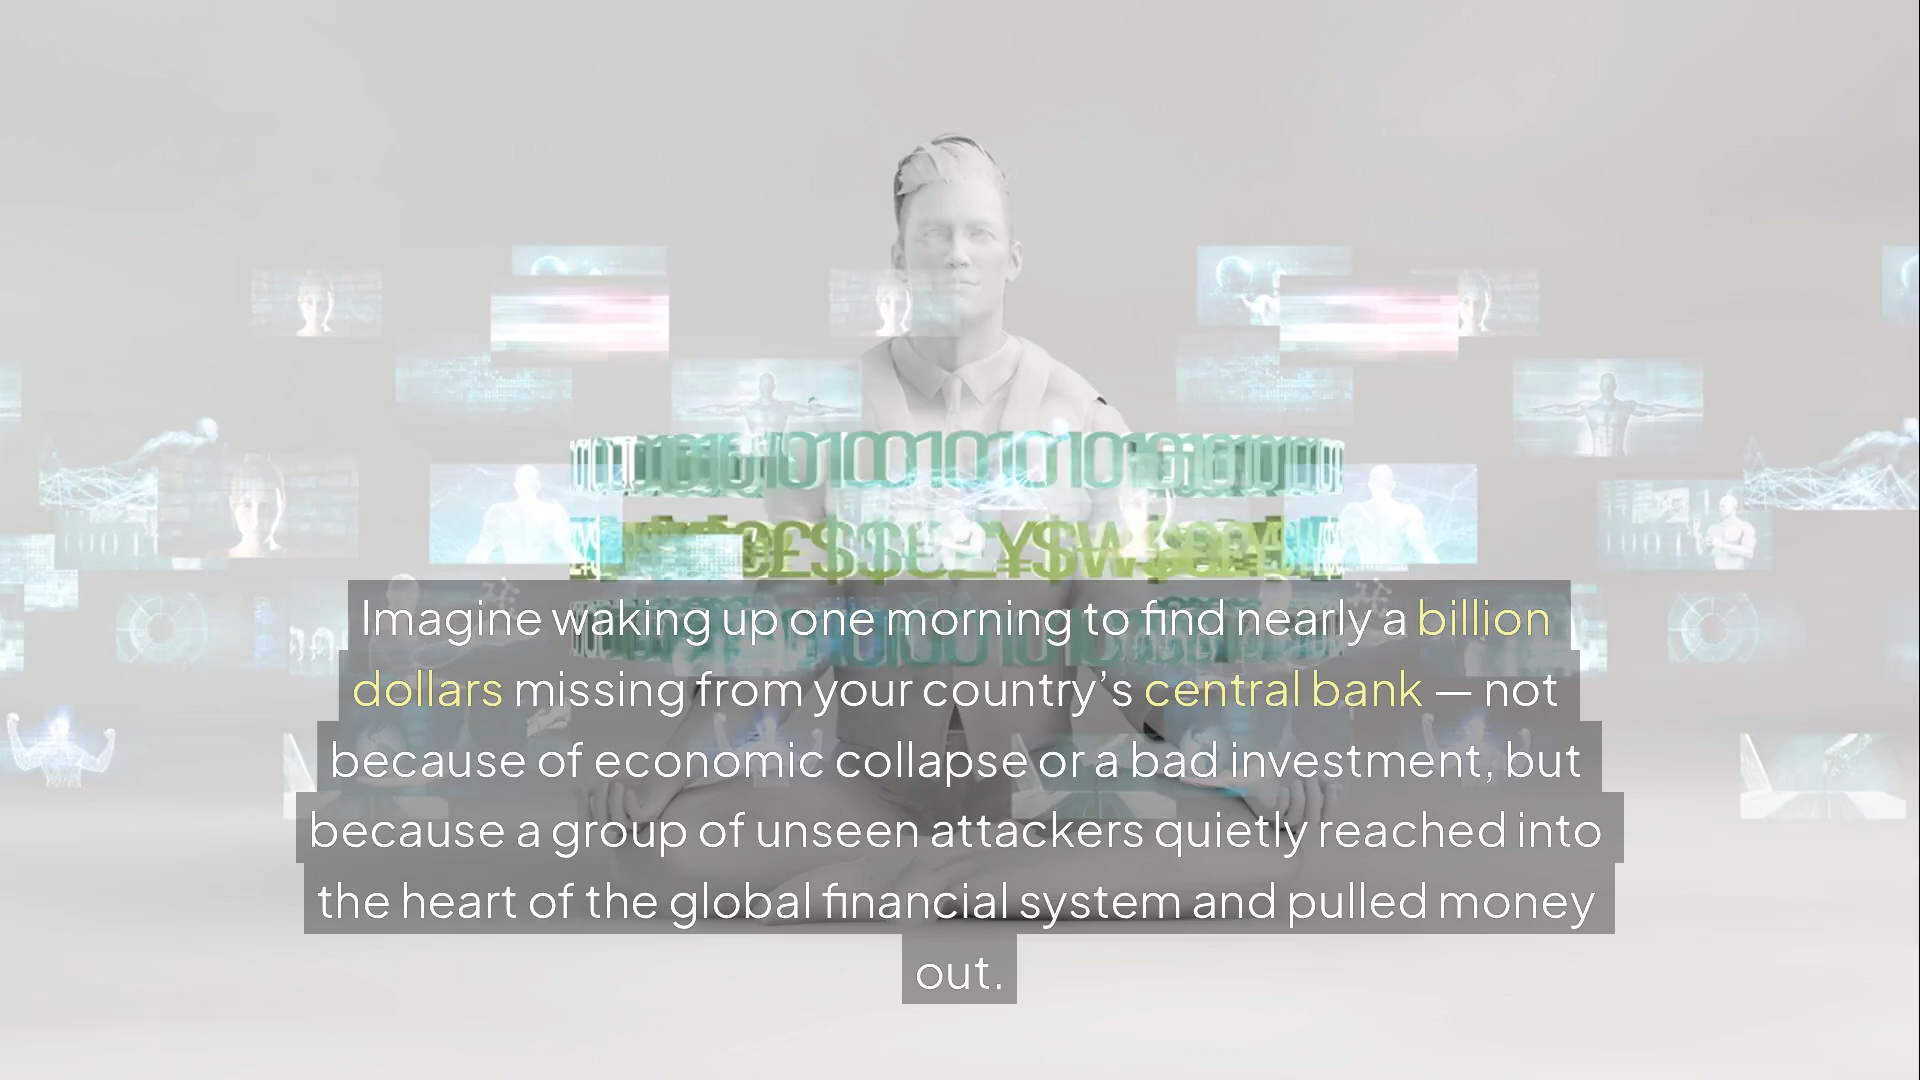 Imagine waking up one morning to find nearly a billion
dollars missing from your country’s central bank — not
because of economic collapse or a bad investment, but
because a group of unseen attackers quietly reached into
the heart of the global financial system and pulled money
out.